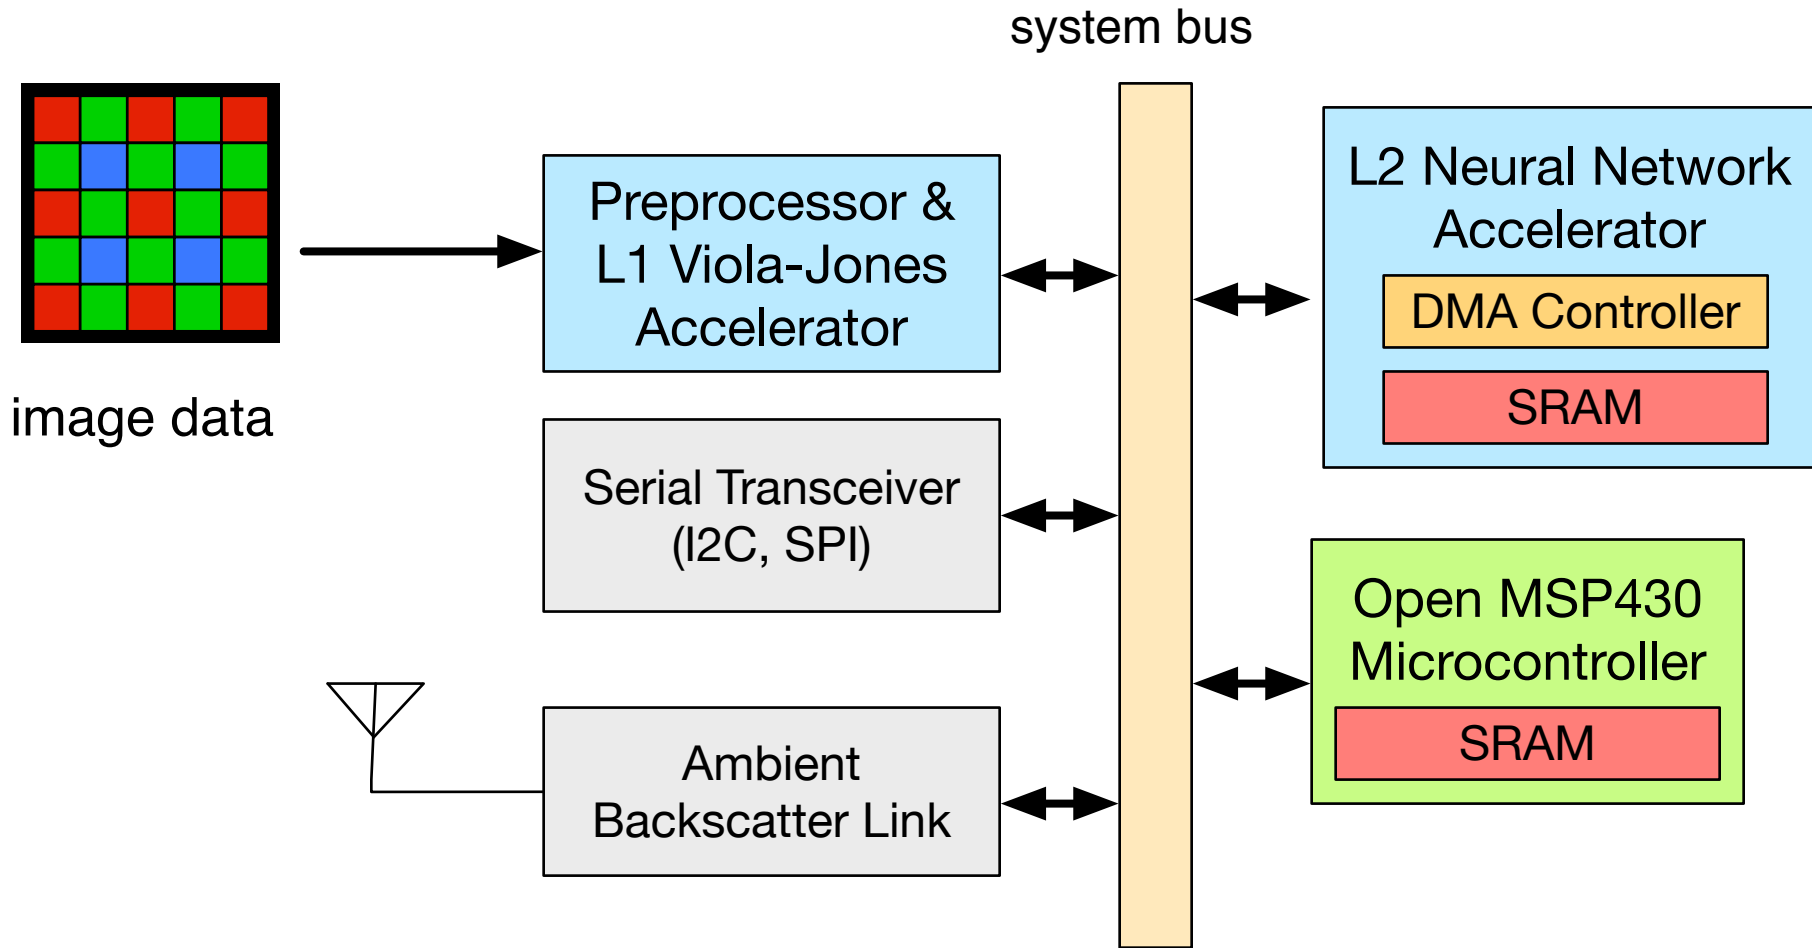 system bus
image data
Preprocessor &
L1 Viola-Jones
Accelerator
Serial Transceiver
(I2C, SPI)
Ambient
Backscatter Link
L2 Neural Network
Accelerator
DMA Controller
SRAM
Open MSP430
Microcontroller
SRAM